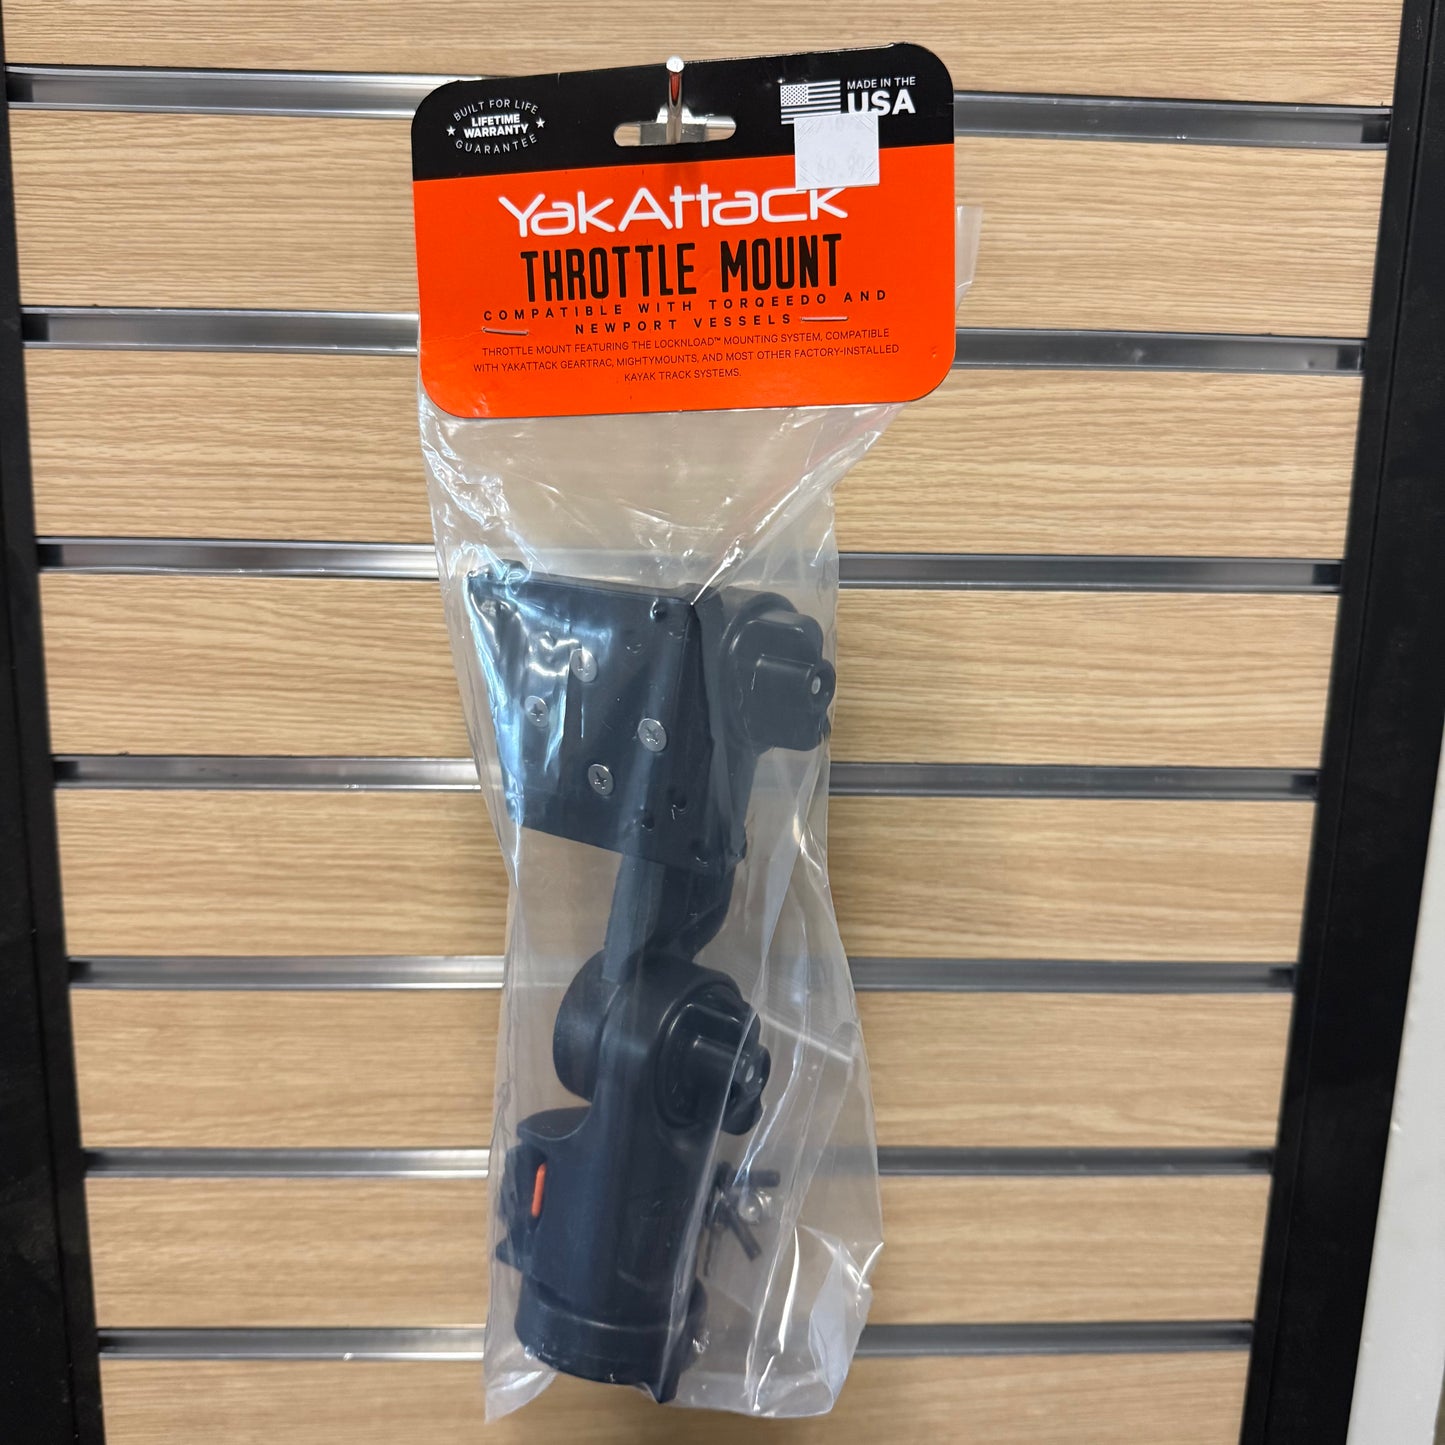 BUILT FOR LIFE
LIFETIME
WARRANTY
GUARANTEE
MADE IN THE
USA
YakAttack
THROTTLE MOUNT
COMPATIBLE WITH TORQEEDO AND
NEWPORT VESSELS
THROTTLE MOUNT FEATURING THE LOCKNLOAD™ MOUNTING SYSTEM, COMPATIBLE
WITH YAKATTACK GEARTRAC, MIGHTYMOUNTS, AND MOST OTHER FACTORY-INSTALLED
KAYAK TRACK SYSTEMS.